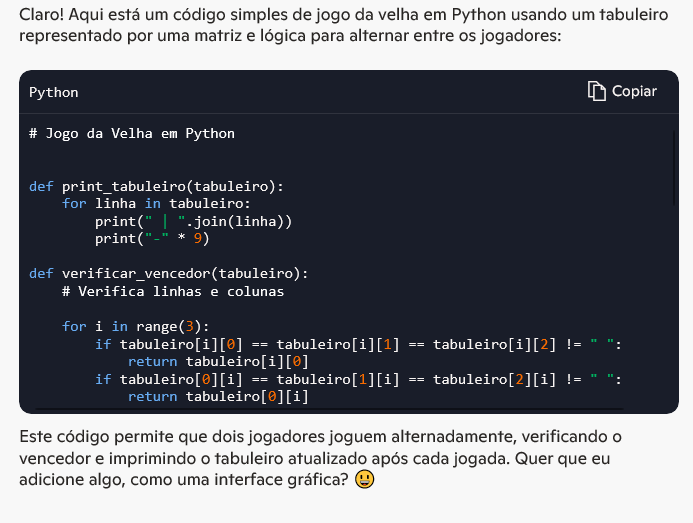 Claro! Aqui está um código simples de jogo da velha em Python usando um tabuleiro
representado por uma matriz e lógica para alternar entre os jogadores:
Python
Copiar
# Jogo da Velha em Python
def print_tabuleiro(tabuleiro):
    for linha in tabuleiro:
        print(" | ".join(linha))
        print("-" * 9)
def verificar_vencedor(tabuleiro):
    # Verifica linhas e colunas
    for i in range(3):
        if tabuleiro[i][0] == tabuleiro[i][1] == tabuleiro[i][2] != " ":
            return tabuleiro[i][0]
        if tabuleiro[0][i] == tabuleiro[1][i] == tabuleiro[2][i] != " ":
            return tabuleiro[0][i]
Este código permite que dois jogadores joguem alternadamente, verificando o
vencedor e imprimindo o tabuleiro atualizado após cada jogada. Quer que eu
adicione algo, como uma interface gráfica? 😃